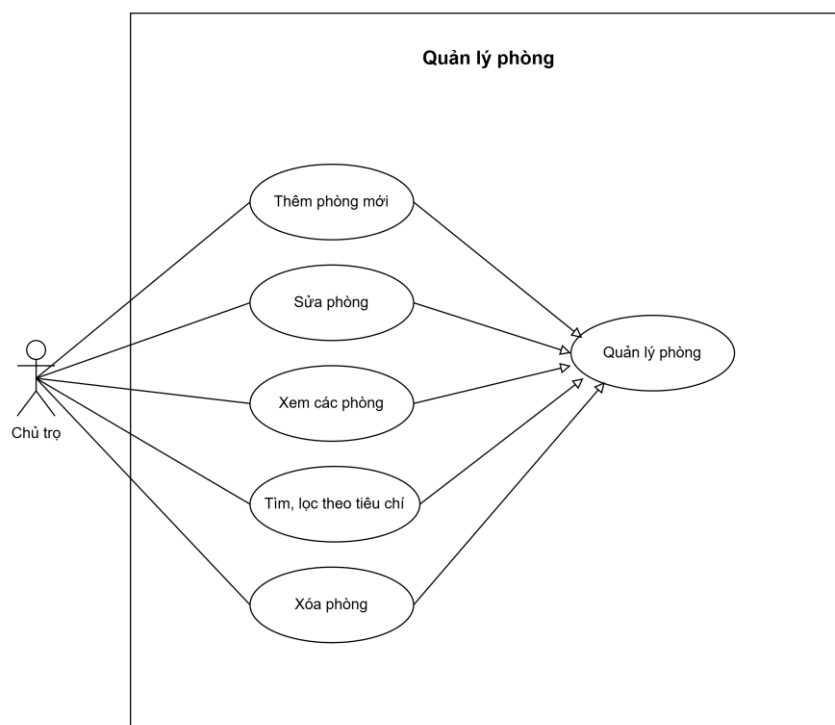 Quản lý phòng
Thêm phòng mới
Sửa phòng
Quản lý phòng
Xem các phòng
Chủ trọ
Tìm, lọc theo tiêu chí
Xóa phòng